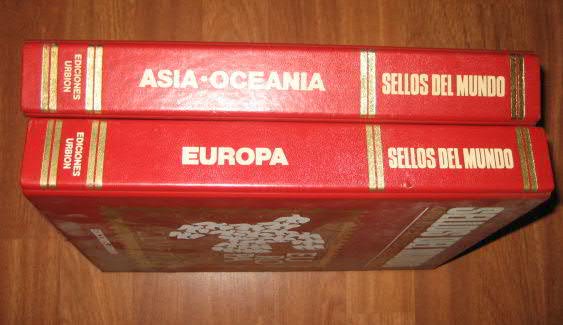 EDICIONES
URBION
ASIA·OCEANIA
SELLOS DEL MUNDO
EDICIONES
URBION
EUROPA
SELLOS DEL MUNDO